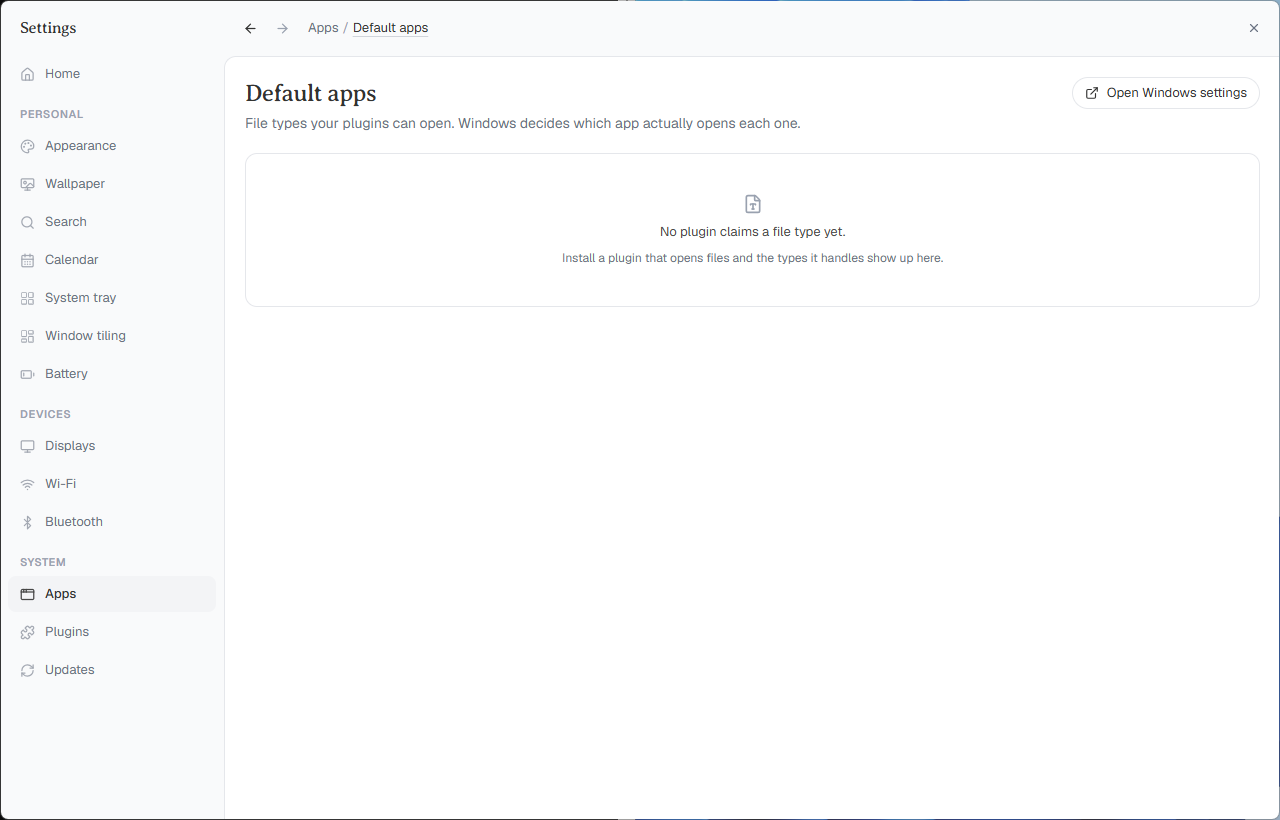 Settings
Apps / Default apps
Home
PERSONAL
Appearance
Wallpaper
Search
Calendar
System tray
Window tiling
Battery
DEVICES
Displays
Wi-Fi
Bluetooth
SYSTEM
Apps
Plugins
Updates
Default apps
Open Windows settings
File types your plugins can open. Windows decides which app actually opens each one.
No plugin claims a file type yet.
Install a plugin that opens files and the types it handles show up here.